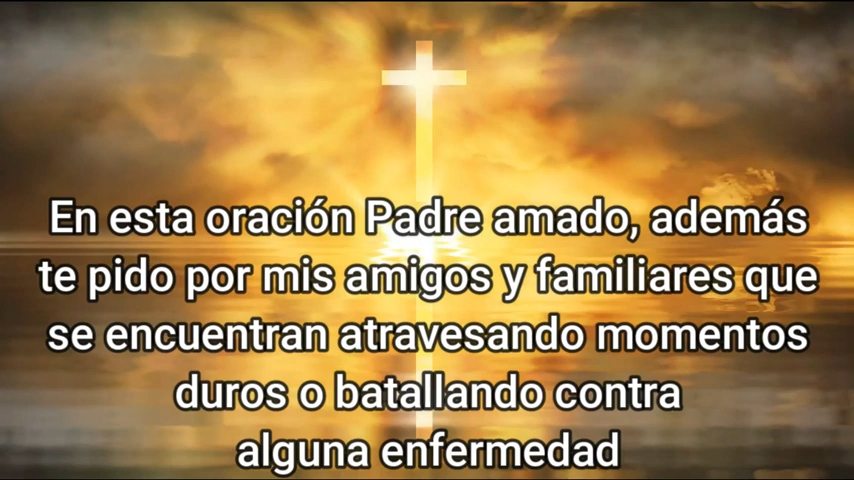 En esta oración Padre amado, además
te pido por mis amigos y familiares que
se encuentran atravesando momentos
duros o batallando contra
alguna enfermedad